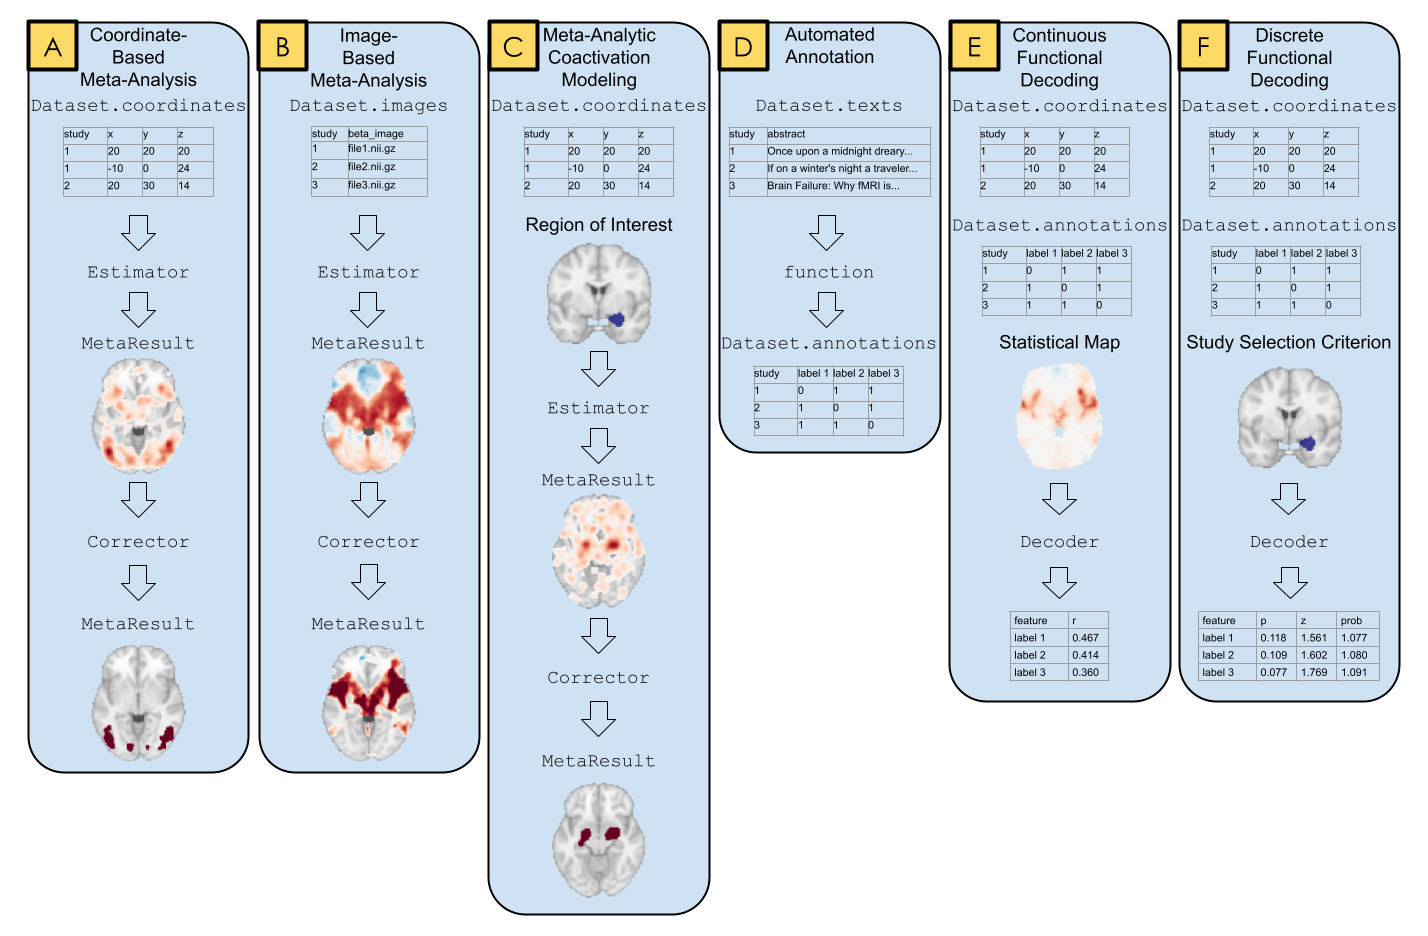 A
Coordinate-
Based
Meta-Analysis
Dataset.coordinates
study x y z
1 20 20 20
1 -10 0 24
2 20 30 14
Estimator
MetaResult
Corrector
MetaResult
B
Image-
Based
Meta-Analysis
Dataset.images
study beta_image
1 file1.nii.gz
2 file2.nii.gz
3 file3.nii.gz
Estimator
MetaResult
Corrector
MetaResult
C
Meta-Analytic
Coactivation
Modeling
Dataset.coordinates
study x y z
1 20 20 20
1 -10 0 24
2 20 30 14
Region of Interest
Estimator
MetaResult
Corrector
MetaResult
D
Automated
Annotation
Dataset.texts
study abstract
1 Once upon a midnight dreary...
2 If on a winter's night a traveler...
3 Brain Failure: Why fMRI is...
function
Dataset.annotations
study label 1 label 2 label 3
1 0 1 1
2 1 0 1
3 1 1 0
E
Continuous
Functional
Decoding
Dataset.coordinates
study x y z
1 20 20 20
1 -10 0 24
2 20 30 14
Dataset.annotations
study label 1 label 2 label 3
1 0 1 1
2 1 0 1
3 1 1 0
Statistical Map
Decoder
feature r
label 1 0.467
label 2 0.414
label 3 0.360
F
Discrete
Functional
Decoding
Dataset.coordinates
study x y z
1 20 20 20
1 -10 0 24
2 20 30 14
Dataset.annotations
study label 1 label 2 label 3
1 0 1 1
2 1 0 1
3 1 1 0
Study Selection Criterion
Decoder
feature p z prob
label 1 0.118 1.561 1.077
label 2 0.109 1.602 1.080
label 3 0.077 1.769 1.091